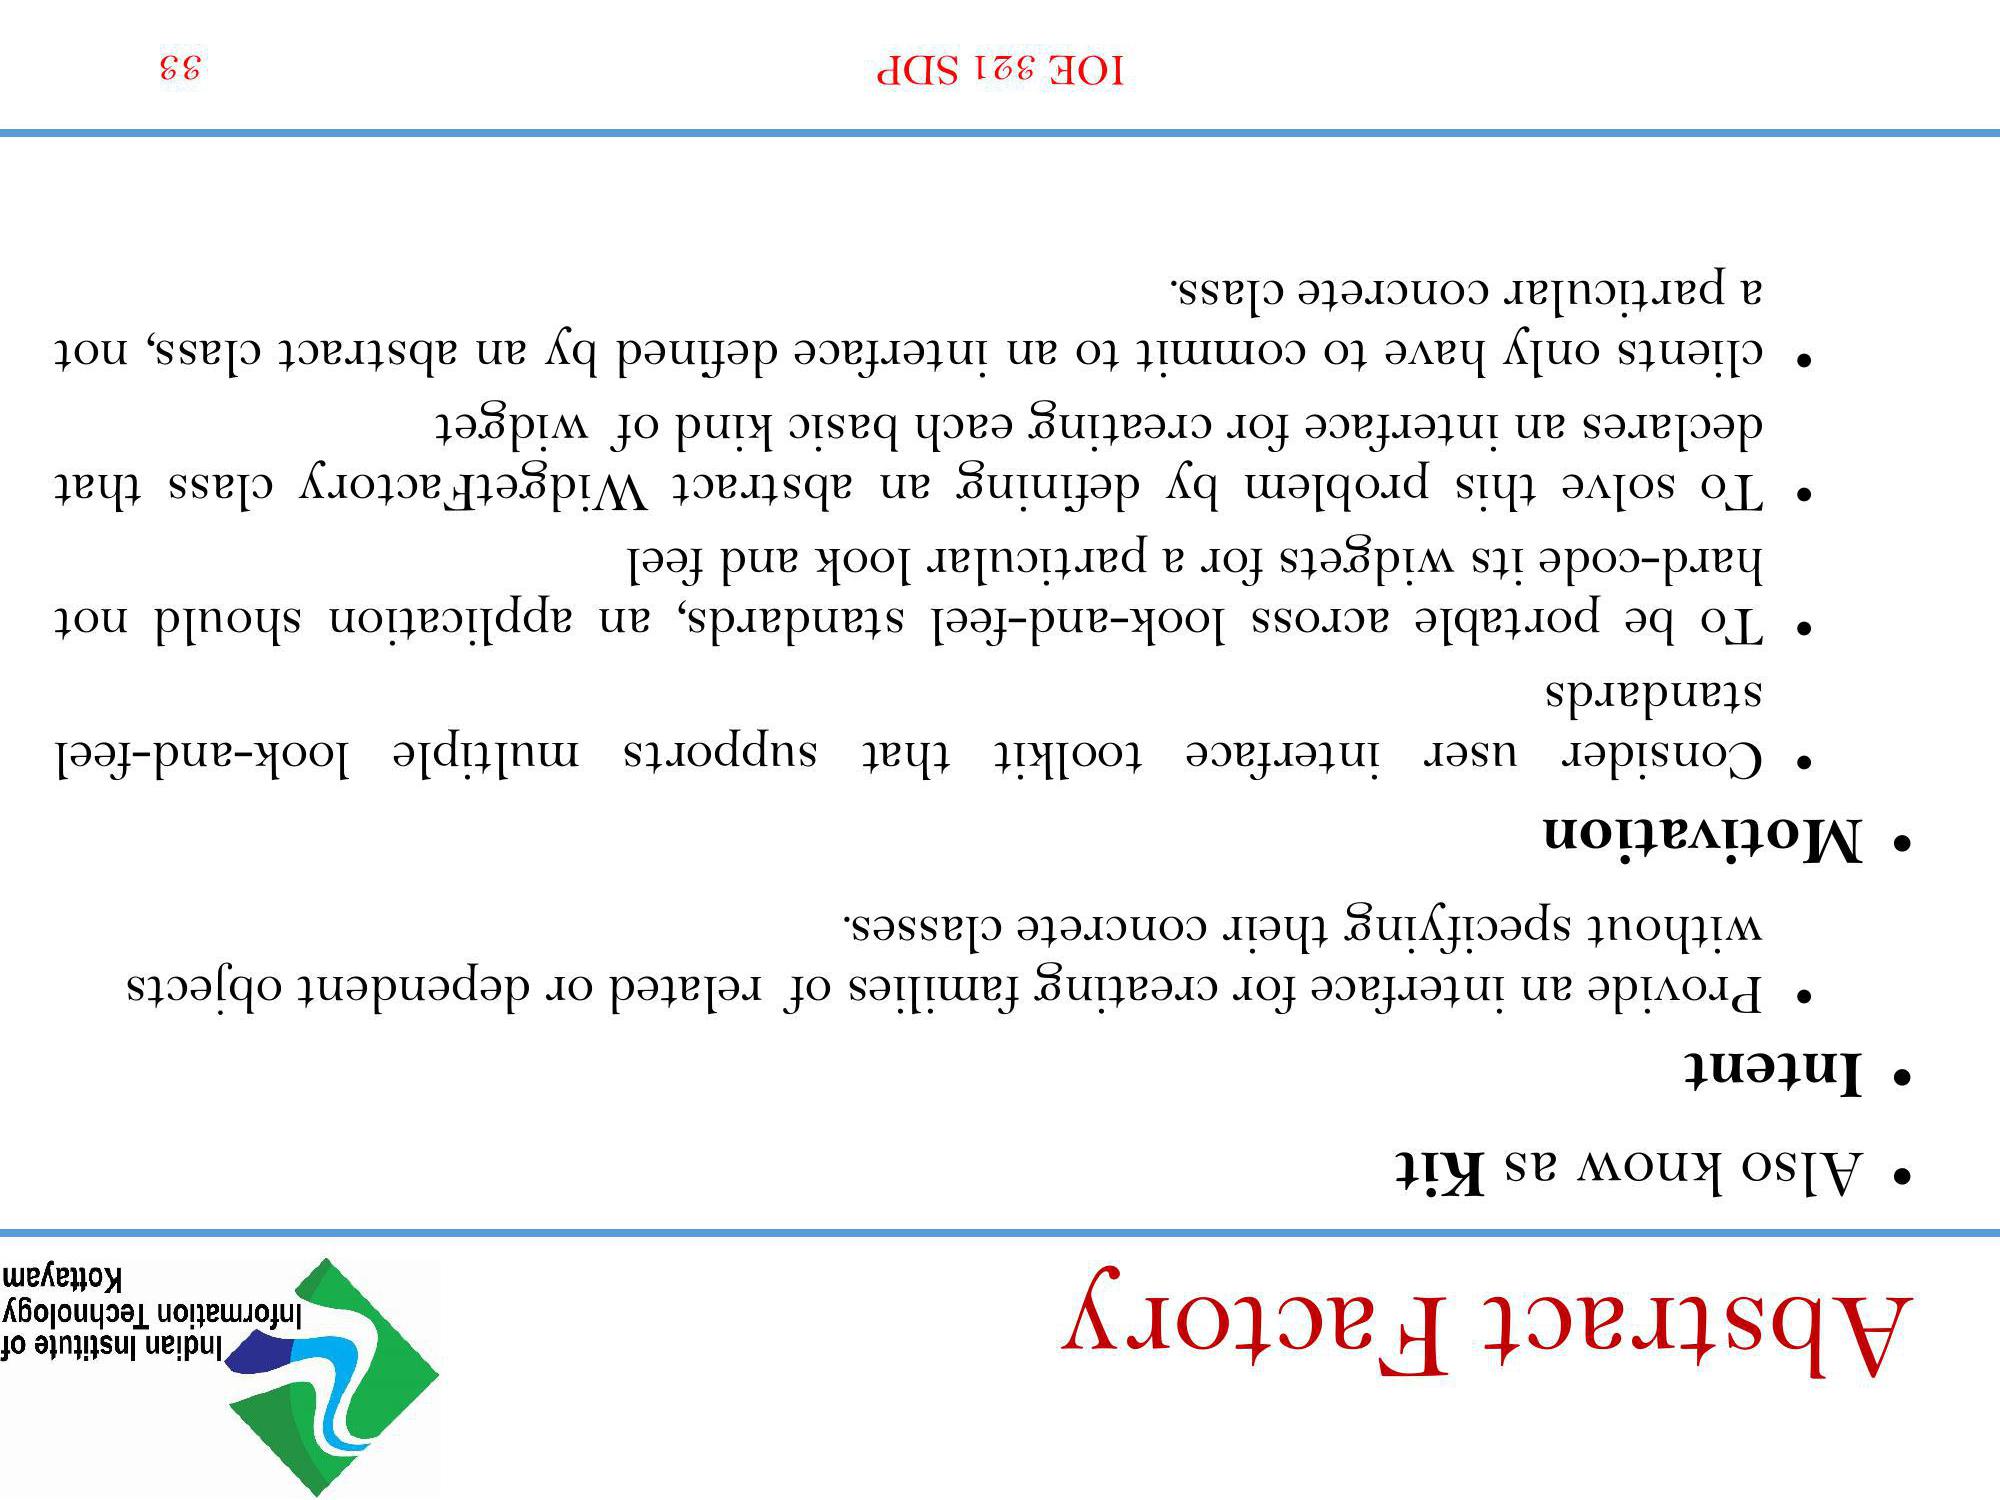 Abstract Factory
Indian Institute of
Information Technology
Kottayam
• Also know as Kit
• Intent
• Provide an interface for creating families of related or dependent objects
without specifying their concrete classes.
• Motivation
• Consider user interface toolkit that supports multiple look-and-feel
standards
• To be portable across look-and-feel standards, an application should not
hard-code its widgets for a particular look and feel
• To solve this problem by defining an abstract WidgetFactory class that
declares an interface for creating each basic kind of widget
• clients only have to commit to an interface defined by an abstract class, not
a particular concrete class.
IOE 321 SDP
33